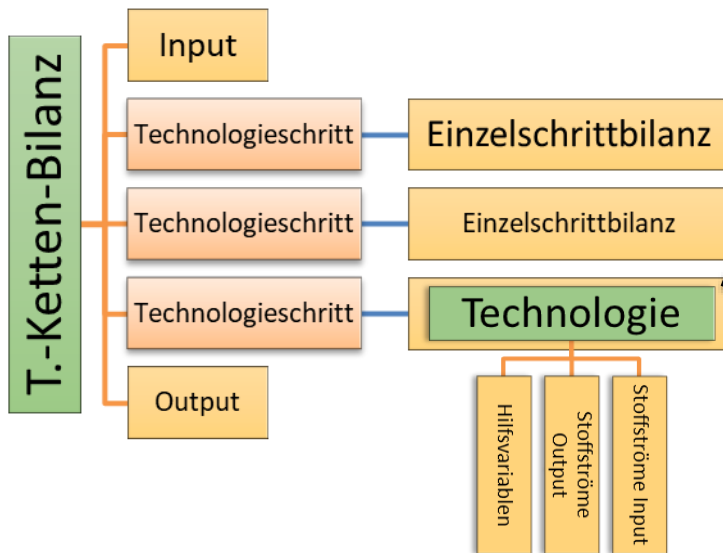 T.-Ketten-Bilanz
Input
Technologieschritt
Einzelschrittbilanz
Technologieschritt
Einzelschrittbilanz
Technologieschritt
Technologie
Output
Hilfsvariablen
Stoffströme
Output
Stoffströme Input